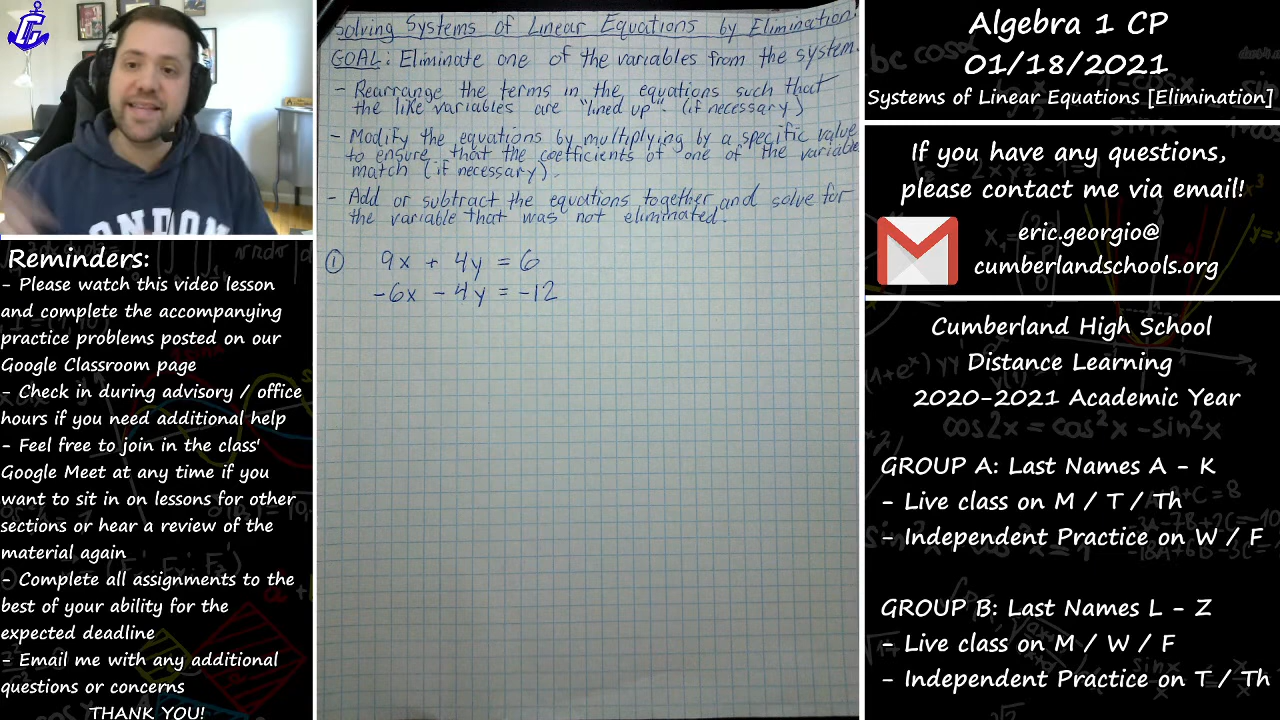 Reminders:
- Please watch this video lesson
and complete the accompanying
practice problems posted on our
Google Classroom page
- Check in during advisory / office
hours if you need additional help
- Feel free to join in the class'
Google Meet at any time if you
want to sit in on lessons for other
sections or hear a review of the
material again
- Complete all assignments to the
best of your ability for the
expected deadline
- Email me with any additional
questions or concerns
THANK YOU!
Solving Systems of Linear Equations by Elimination.
GOAL: Eliminate one of the variables from the system.
- Rearrange the terms in the equations such that
the like variables are "lined up". (if necessary)
- Modify the equations by multiplying by a specific value
to ensure that the coefficients of one of the variable
match (if necessary).
- Add or subtract the equations together and solve for
the variable that was not eliminated.
① 9x + 4y = 6
-6x - 4y = -12
Algebra 1 CP
01/18/2021
Systems of Linear Equations [Elimination]
If you have any questions,
please contact me via email!
eric.georgio@
cumberlandschools.org
Cumberland High School
Distance Learning
2020-2021 Academic Year
cos2x = cos²x - sin²x
GROUP A: Last Names A - K
- Live class on M / T / Th
- Independent Practice on W / F
GROUP B: Last Names L - Z
- Live class on M / W / F
- Independent Practice on T / Th